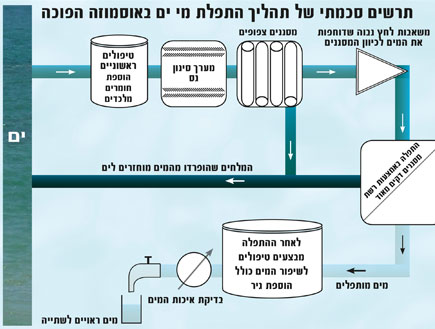 תרשים סכמתי של תהליך התפלת מי ים באוסמוזה הפוכה
משאבות לחץ גבוה שדוחפות
את המים לכיוון המסננים
מסננים צפופים
מערך סינון
גס
טיפולים
ראשוניים
הוספת
חומרים
מלכדים
ים
התפלה באמצעות רשת
מסננים דקים מאוד
המלחים שהופרדו מהמים מוחזרים לים
מים מותפלים
לאחר ההתפלה
מבצעים טיפולים
לשיפור המים כולל
הוספת גיר
בדיקת איכות המים
מים ראויים לשתייה